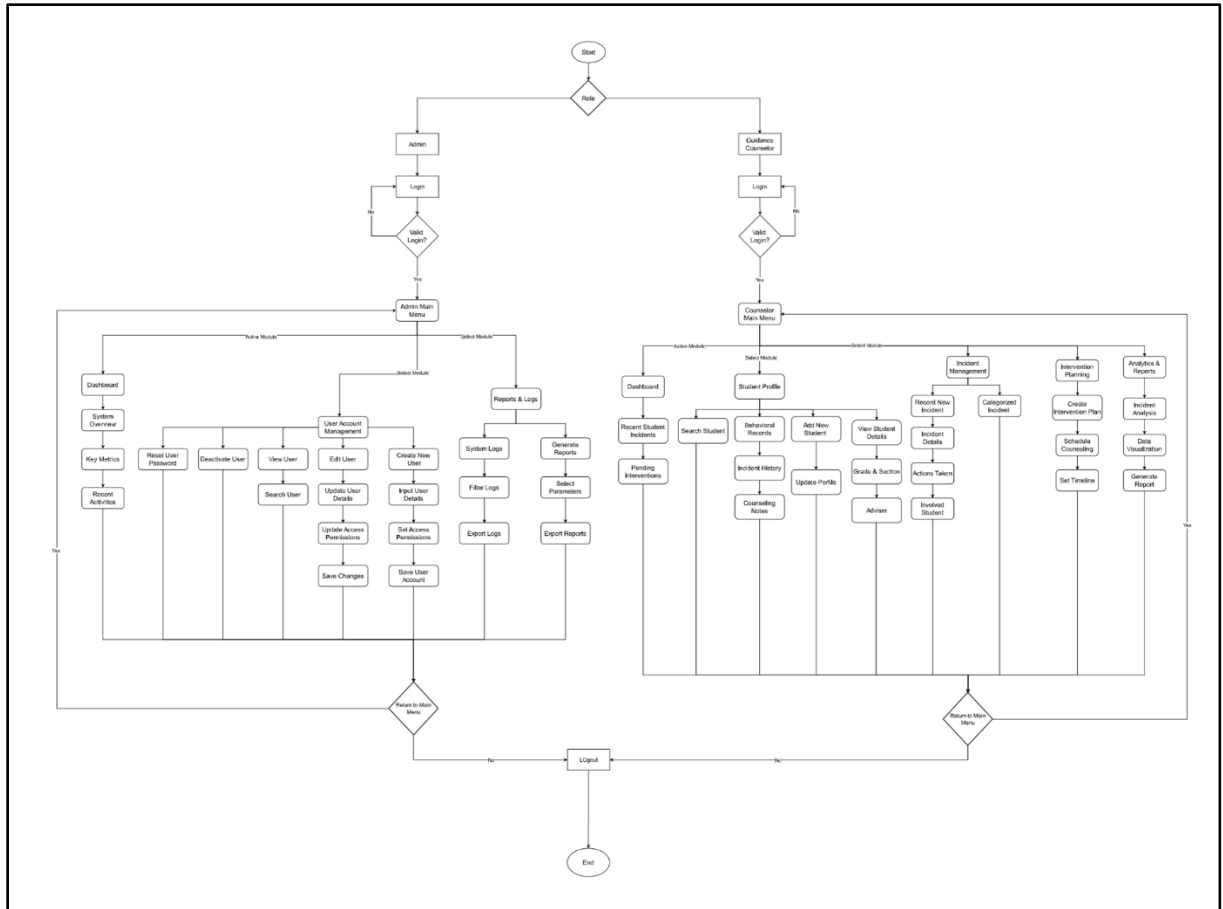 Start
Role
Admin
Guidance
Counselor
Login
Login
No
No
Valid
Login?
Valid
Login?
Yes
Yes
Admin Main
Menu
Counselor
Main Menu
Active Module
Select Module
Select Module
Active Module
Select Module
Select Module
Dashboard
System
Overview
Key Metrics
Recent
Acitivities
User Account
Management
Reset User
Password
Deactivate User
View User
Search User
Edit User
Update User
Details
Update Access
Permissions
Save Changes
Create New
User
Input User
Details
Set Access
Permissions
Save User
Account
Reports & Logs
System Logs
Filter Logs
Export Logs
Generate
Reports
Select
Parameters
Export Reports
Dashboard
Recent Student
Incidents
Pending
Interventions
Student Profile
Search Student
Behavioral
Records
Incident History
Counseling
Notes
Add New
Student
Update Porfile
View Student
Details
Grade & Saction
Adviser
Incident
Management
Record New
Incident
Incident
Details
Actions Taken
Involved
Student
Categorized
Incident
Intervention
Planning
Create
Intervention Plan
Schedule
Counseling
Set Timeline
Analytics &
Reports
Incident
Analysis
Data
Visualization
Generate
Report
Yes
Yes
Return to Main
Menu
Return to Main
Menu
No
No
LOgout
End